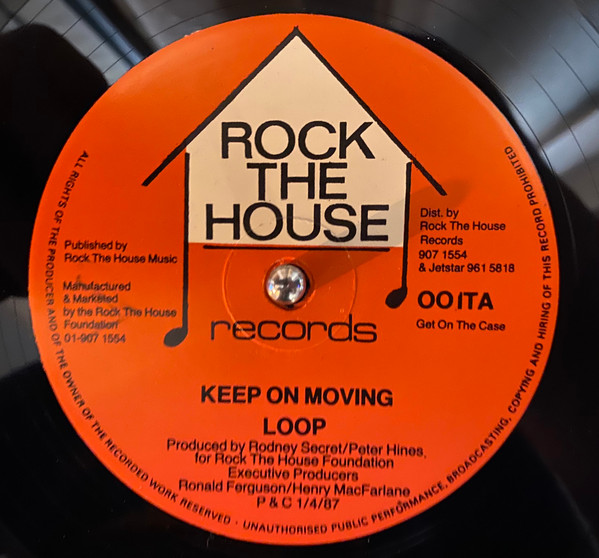 ROCK
THE
HOUSE
records
Published by
Rock The House Music
Manufactured
& Marketed
by the Rock The House
Foundation
01-907 1554
Dist. by
Rock The House
Records
907 1554
& Jetstar 961 5818
OO1TA
Get On The Case
KEEP ON MOVING
LOOP
Produced by Rodney Secret/Peter Hines,
for Rock The House Foundation
Executive Producers
Ronald Ferguson/Henry MacFarlane
P & C 1/4/87
ALL RIGHTS OF THE PRODUCER AND OF THE OWNER OF THE RECORDED WORK RESERVED · UNAUTHORISED PUBLIC PERFORMANCE, BROADCASTING, COPYING AND HIRING OF THIS RECORD PROHIBITED